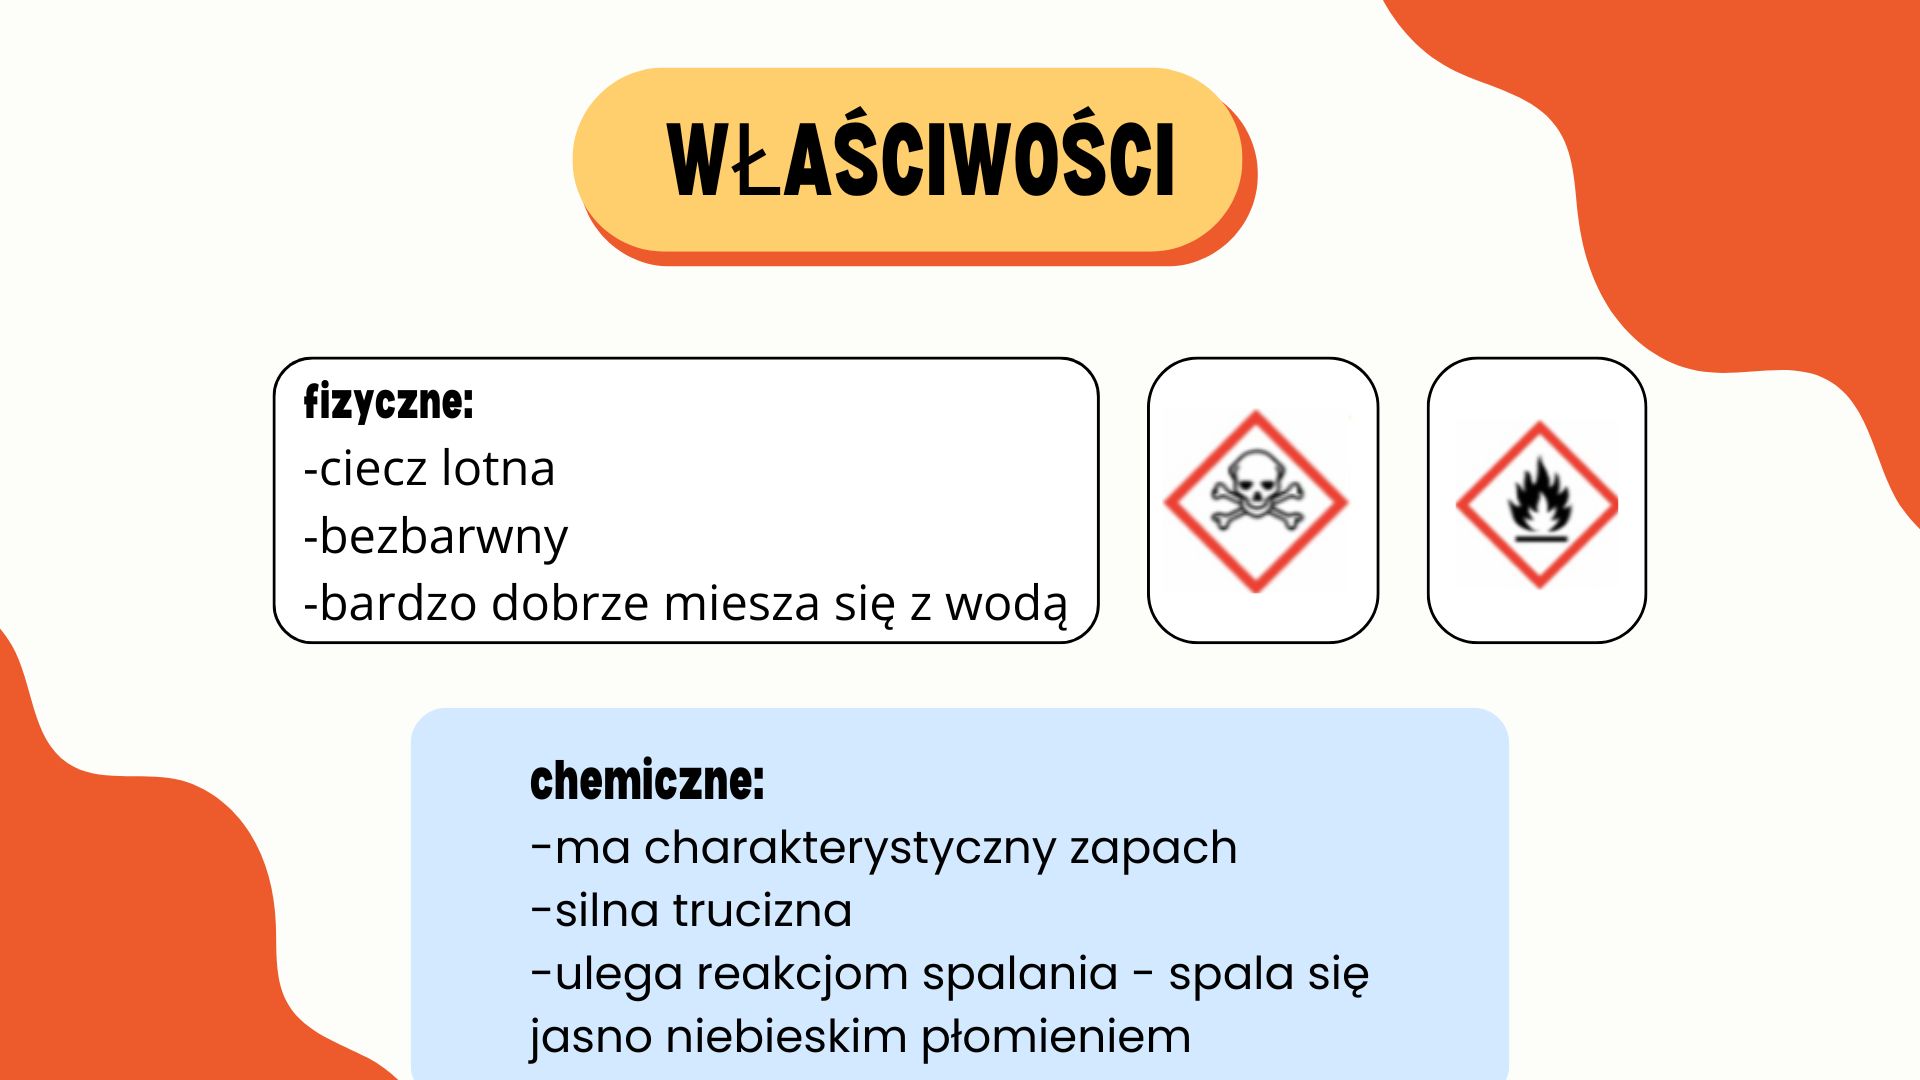 WŁAŚCIWOŚCI
fizyczne:
-ciecz lotna
-bezbarwny
-bardzo dobrze miesza się z wodą
chemiczne:
-ma charakterystyczny zapach
-silna trucizna
-ulega reakcjom spalania - spala się
jasno niebieskim płomieniem